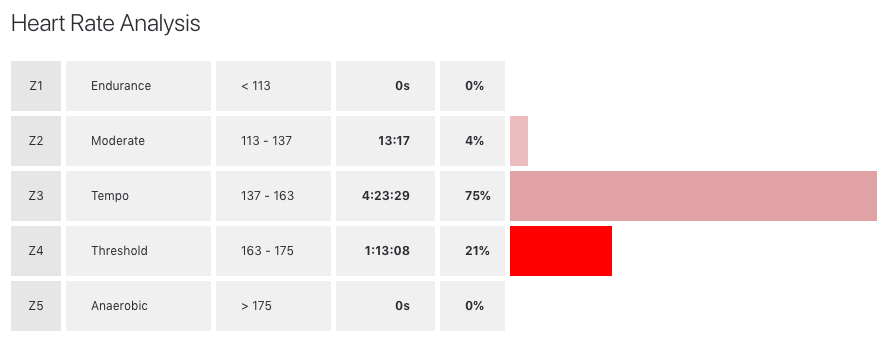 Heart Rate Analysis
Z1 Endurance < 113 0s 0%
Z2 Moderate 113 - 137 13:17 4%
Z3 Tempo 137 - 163 4:23:29 75%
Z4 Threshold 163 - 175 1:13:08 21%
Z5 Anaerobic > 175 0s 0%